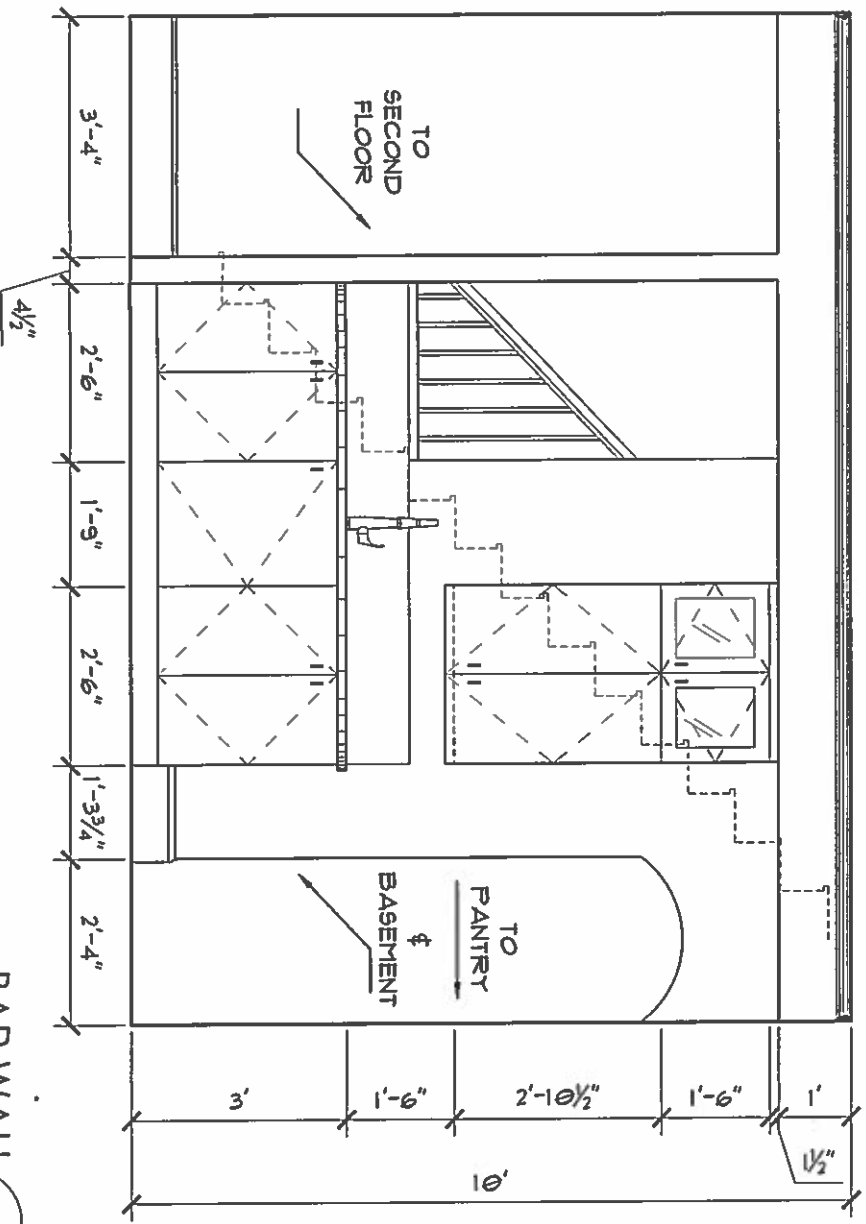 TO
SECOND
FLOOR
TO
PANTRY
&
BASEMENT
3'-4"
4½"
2'-6"
1'-9"
2'-6"
1'-3¾"
2'-4"
3'
1'-6"
2'-10½"
1'-6"
1'
1½"
10'